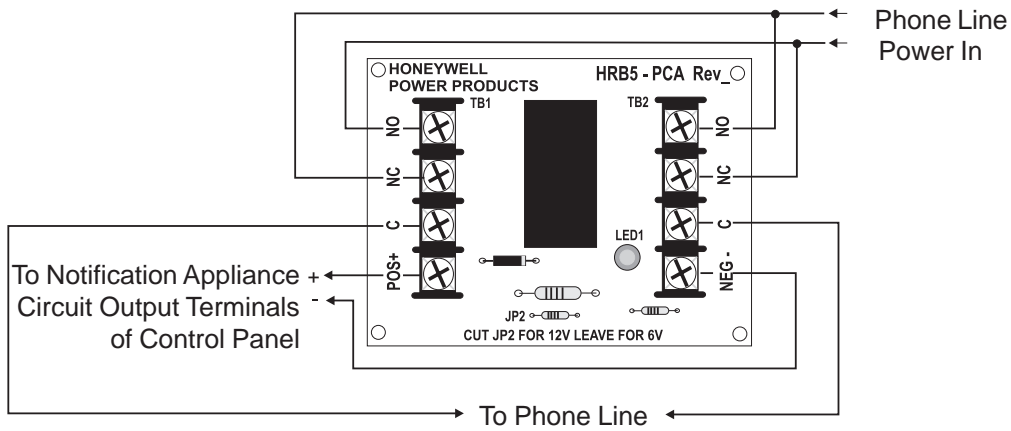 Phone Line
Power In
HONEYWELL
POWER PRODUCTS
HRB5 - PCA Rev_
TB1
TB2
NO
NO
NC
NC
C
C
POS+
NEG -
LED1
To Notification Appliance +
Circuit Output Terminals -
of Control Panel
JP2
CUT JP2 FOR 12V LEAVE FOR 6V
To Phone Line